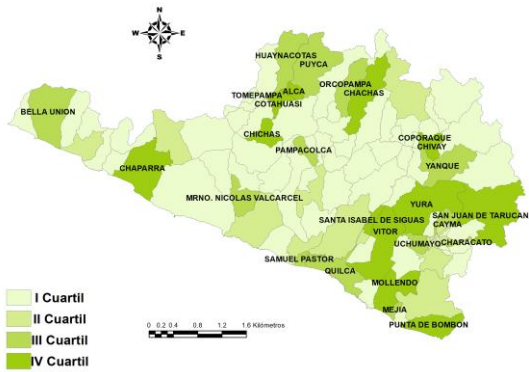 N
W E
S
HUAYNACOTAS
PUYCA
ORCOPAMPA
CHACHAS
ALCA
TOMEPAMPA
COTAHUASI
BELLA UNION
CHICHAS
COPORAQUE
CHIVAY
PAMPACOLCA
YANQUE
CHAPARRA
MRNO. NICOLAS VALCARCEL
YURA
SANTA ISABEL DE SIGUAS
SAN JUAN DE TARUCAN
VITOR
CAYMA
UCHUMAYO
CHARACATO
SAMUEL PASTOR
QUILCA
MOLLENDO
MEJIA
PUNTA DE BOMBON
I Cuartil
II Cuartil
III Cuartil
IV Cuartil
0 0.2 0.4 0.8 1.2 1.6 Kilómetros